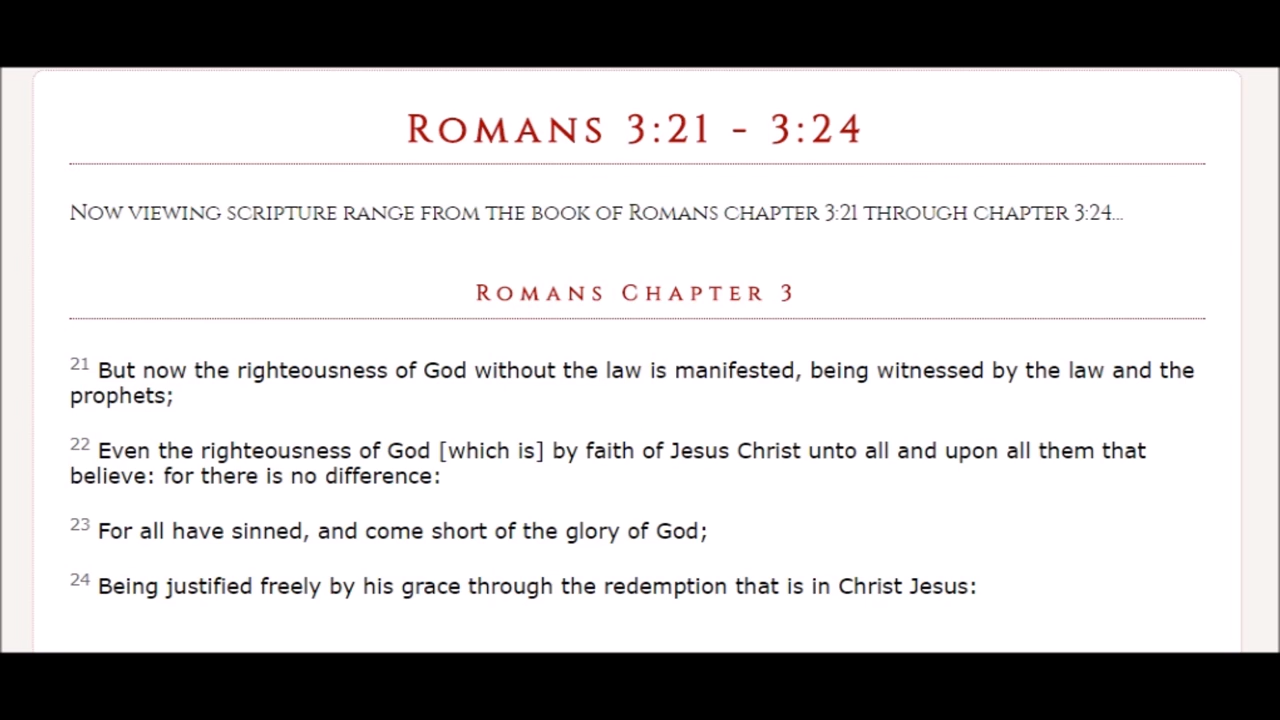 Romans 3:21 - 3:24
Now viewing scripture range from the book of Romans chapter 3:21 through chapter 3:24...
Romans Chapter 3
21 But now the righteousness of God without the law is manifested, being witnessed by the law and the
prophets;
22 Even the righteousness of God [which is] by faith of Jesus Christ unto all and upon all them that
believe: for there is no difference:
23 For all have sinned, and come short of the glory of God;
24 Being justified freely by his grace through the redemption that is in Christ Jesus: